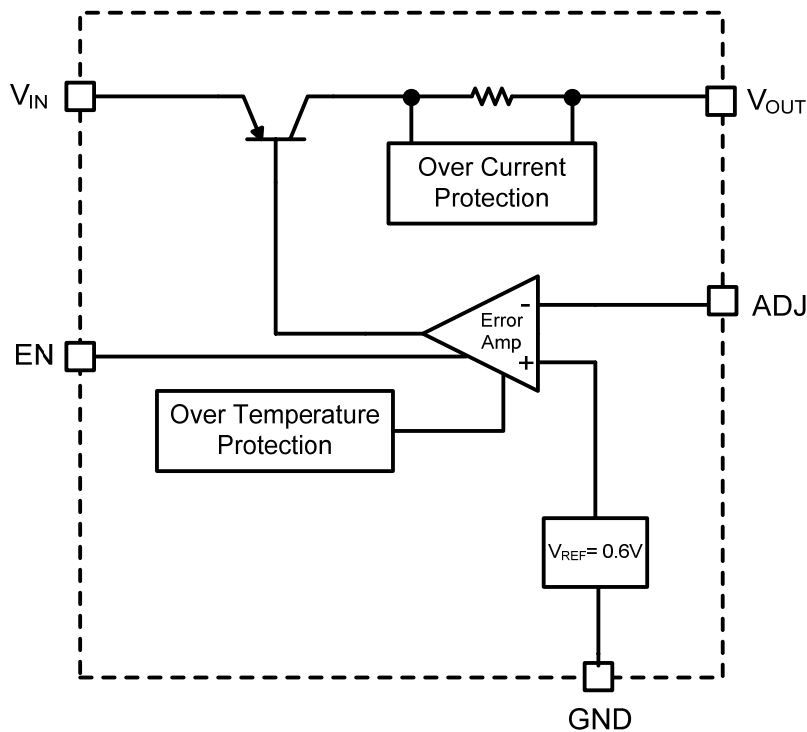 VIN
VOUT
Over Current
Protection
-
ADJ
Error
Amp
+
EN
Over Temperature
Protection
VREF= 0.6V
GND